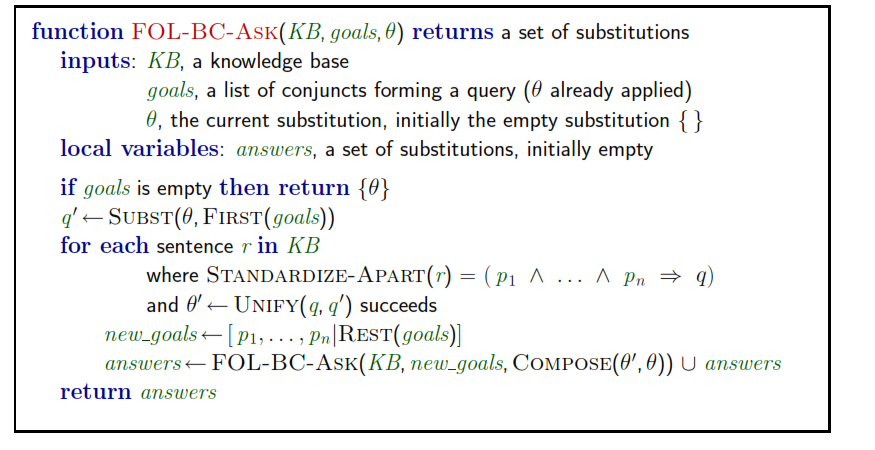 function FOL-BC-ASK(KB, goals, θ) returns a set of substitutions
inputs: KB, a knowledge base
goals, a list of conjuncts forming a query (θ already applied)
θ, the current substitution, initially the empty substitution { }
local variables: answers, a set of substitutions, initially empty
if goals is empty then return {θ}
q′ ← SUBST(θ, FIRST(goals))
for each sentence r in KB
where STANDARDIZE-APART(r) = ( p₁ ∧ ... ∧ pₙ ⇒ q)
and θ′ ← UNIFY(q, q′) succeeds
new_goals ← [ p₁, ..., pₙ|REST(goals)]
answers ← FOL-BC-ASK(KB, new_goals, COMPOSE(θ′, θ)) ∪ answers
return answers